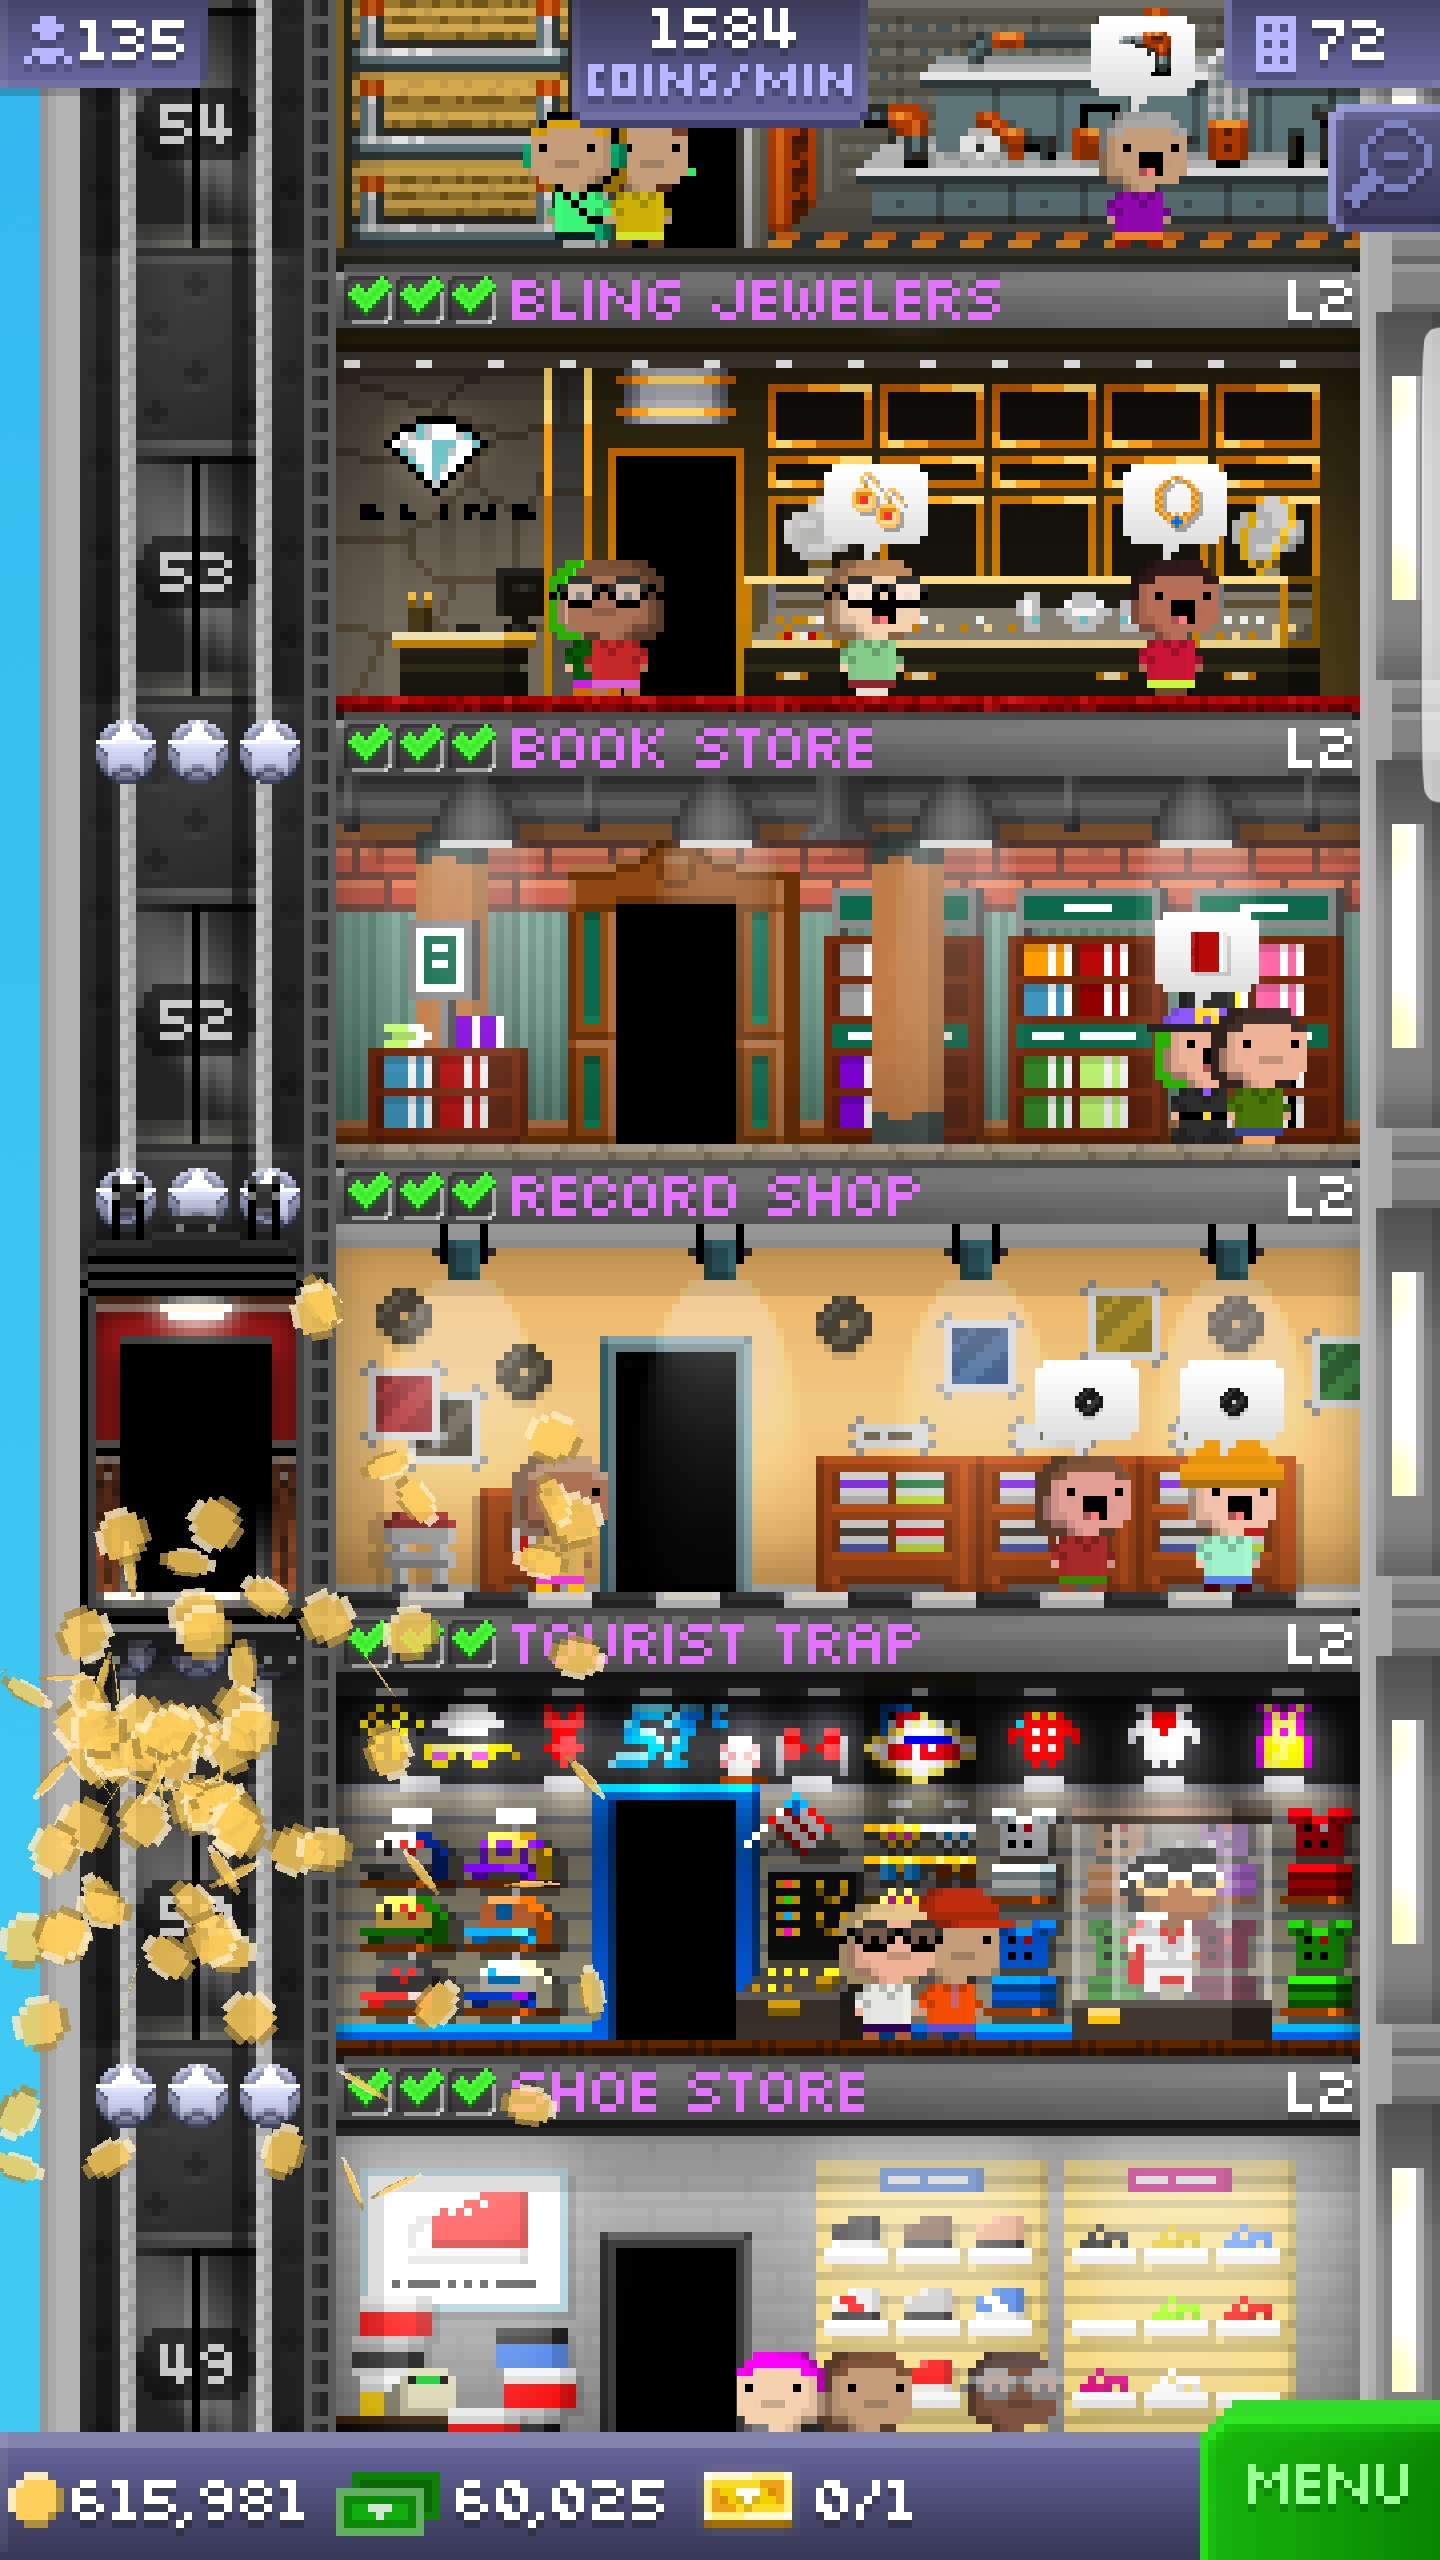 135
1584
COINS/MIN
72
54
BLING JEWELERS L2
BLING
53
BOOK STORE L2
52
RECORD SHOP L2
TOURIST TRAP L2
SHOE STORE L2
49
615,981 60,025 0/1
MENU